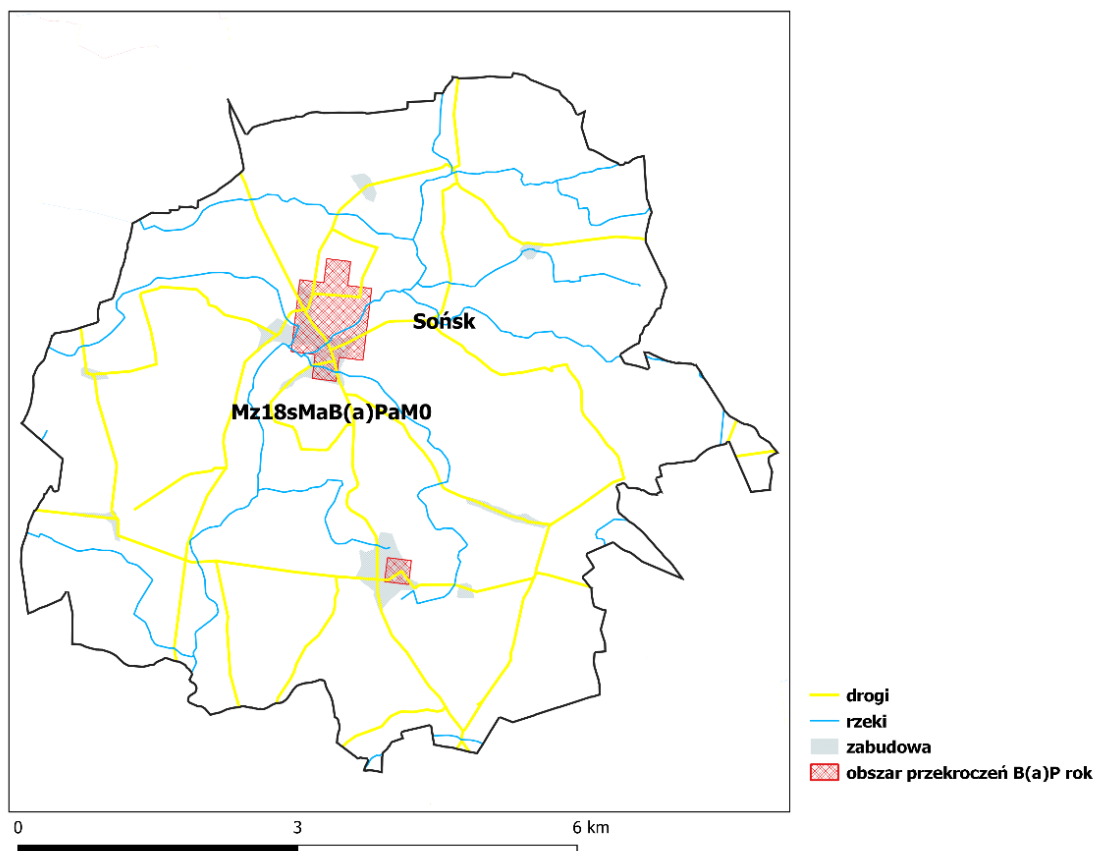 Sońsk
Mz18sMaB(a)PaM0
drogi
rzeki
zabudowa
obszar przekroczeń B(a)P rok
0 3 6 km